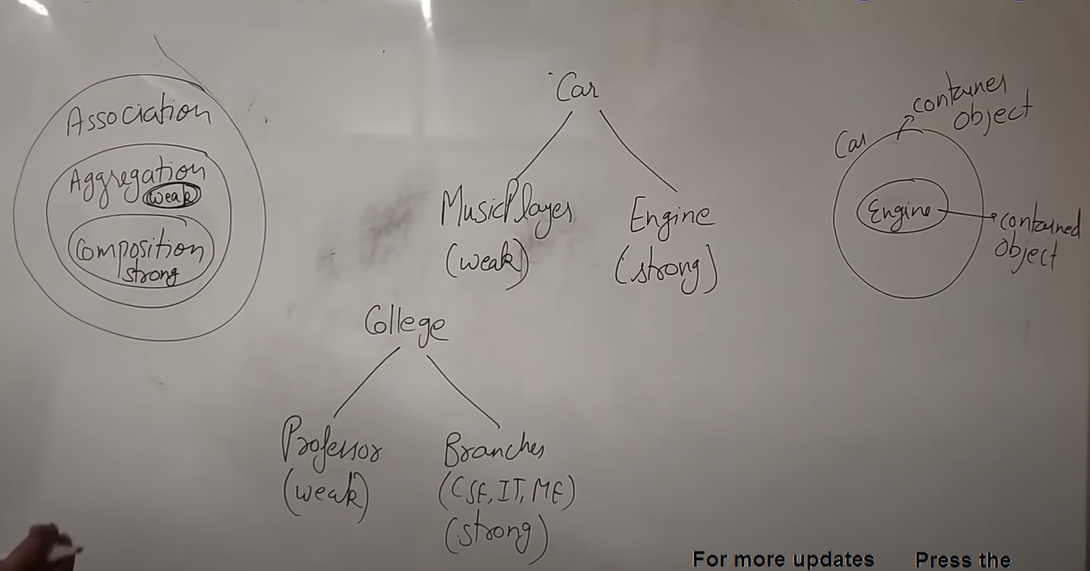 Association
Aggregation
weak
Composition
strong
Car
MusicPlayer
(weak)
Engine
(strong)
Car
container
object
Engine
contained
object
College
Professor
(weak)
Branches
(CSE, IT, ME)
(strong)
For more updates Press the